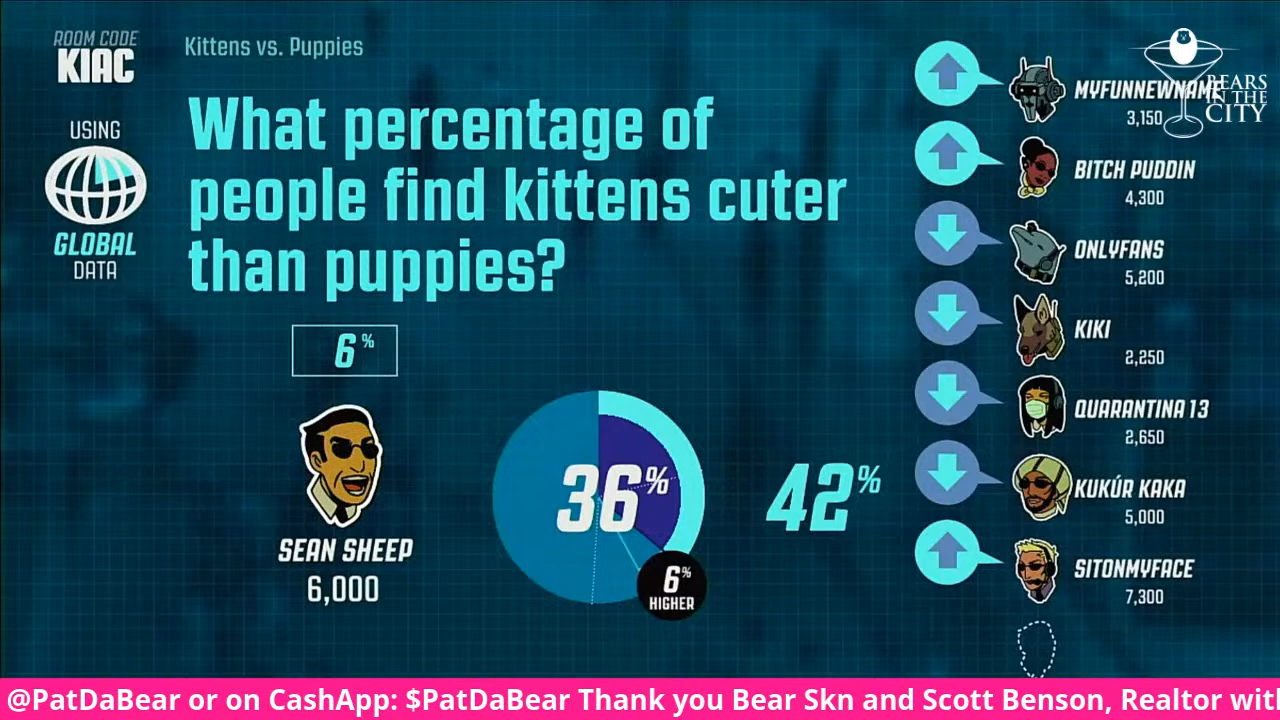 ROOM CODE
KIAC
USING
GLOBAL
DATA
Kittens vs. Puppies
What percentage of
people find kittens cuter
than puppies?
6%
SEAN SHEEP
6,000
36%
6%
HIGHER
42%
MYFUNNEWNAME
3,150
BEARS
IN THE
CITY
BITCH PUDDIN
4,300
ONLYFANS
5,200
KIKI
2,250
QUARANTINA 13
2,650
KUKÚR KAKA
5,000
SITONMYFACE
7,300
@PatDaBear or on CashApp: $PatDaBear Thank you Bear Skn and Scott Benson, Realtor wit